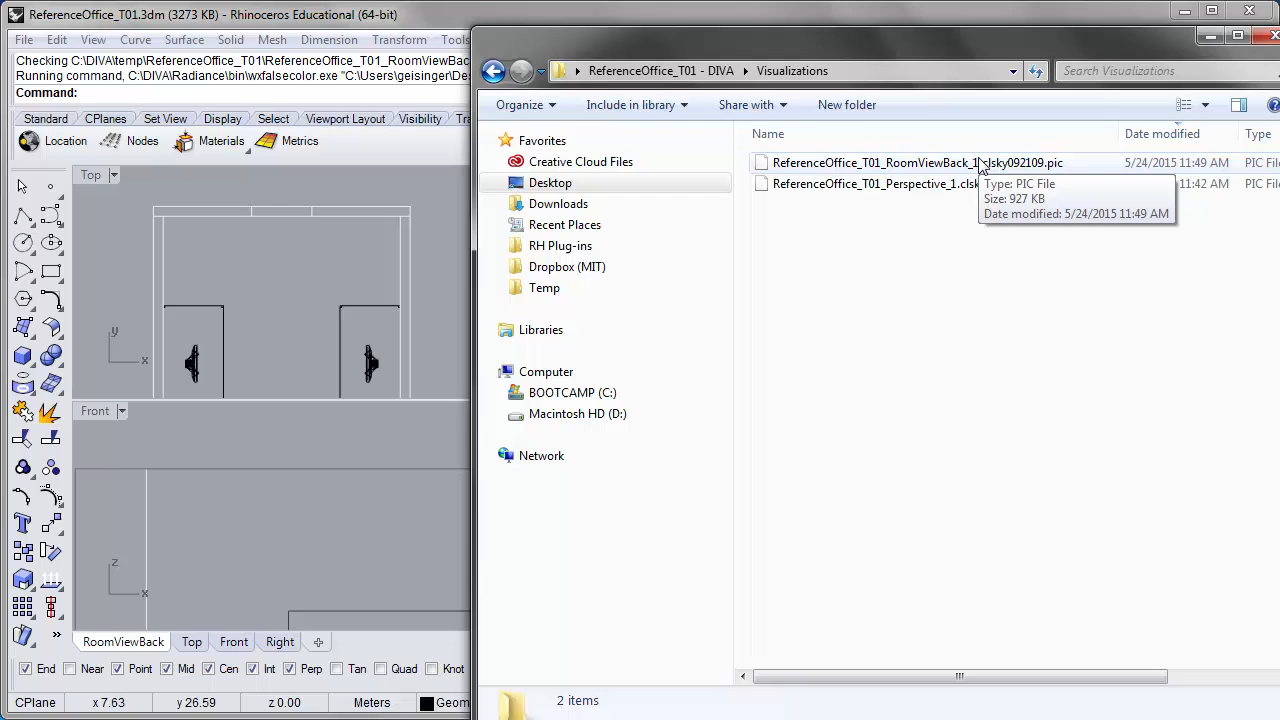 ReferenceOffice_T01.3dm (3273 KB) - Rhinoceros Educational (64-bit)
File Edit View Curve Surface Solid Mesh Dimension Transform Tools
Checking C:\DIVA\temp\ReferenceOffice_T01\ReferenceOffice_T01_RoomViewBack
Running command, C:\DIVA\Radiance\bin\wxfalsecolor.exe "C:\Users\geisinger\De
Command:
Standard CPlanes Set View Display Select Viewport Layout Visibility
Location Nodes Materials Metrics
Top
y
x
Front
z
x
RoomViewBack Top Front Right
End Near Point Mid Cen Int Perp Tan Quad Knot
CPlane x 7.63 y 26.59 z 0.00 Meters Geom
ReferenceOffice_T01 - DIVA Visualizations
Search Visualizations
Organize Include in library Share with New folder
Favorites
Creative Cloud Files
Desktop
Downloads
Recent Places
RH Plug-ins
Dropbox (MIT)
Temp
Libraries
Computer
BOOTCAMP (C:)
Macintosh HD (D:)
Network
Name Date modified Type
ReferenceOffice_T01_RoomViewBack_1.clsky092109.pic 5/24/2015 11:49 AM PIC File
ReferenceOffice_T01_Perspective_1.clsk 11:42 AM PIC File
Type: PIC File
Size: 927 KB
Date modified: 5/24/2015 11:49 AM
2 items